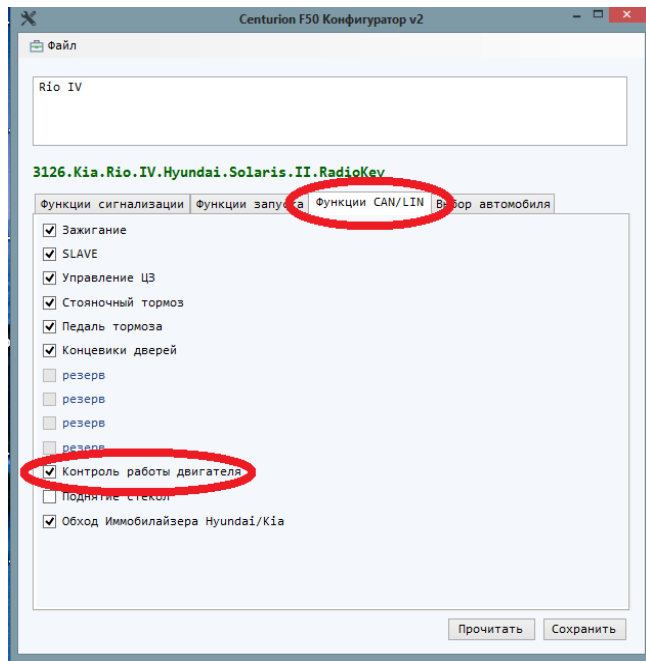 Centurion F50 Конфигуратор v2
Файл
Rio IV
3126.Kia.Rio.IV.Hyundai.Solaris.II.RadioKey
Функции сигнализации Функции запуска Функции CAN/LIN Выбор автомобиля
Зажигание
SLAVE
Управление ЦЗ
Стояночный тормоз
Педаль тормоза
Концевики дверей
резерв
резерв
резерв
резерв
Контроль работы двигателя
Поднятие стекол
Обход Иммобилайзера Hyundai/Kia
Прочитать Сохранить